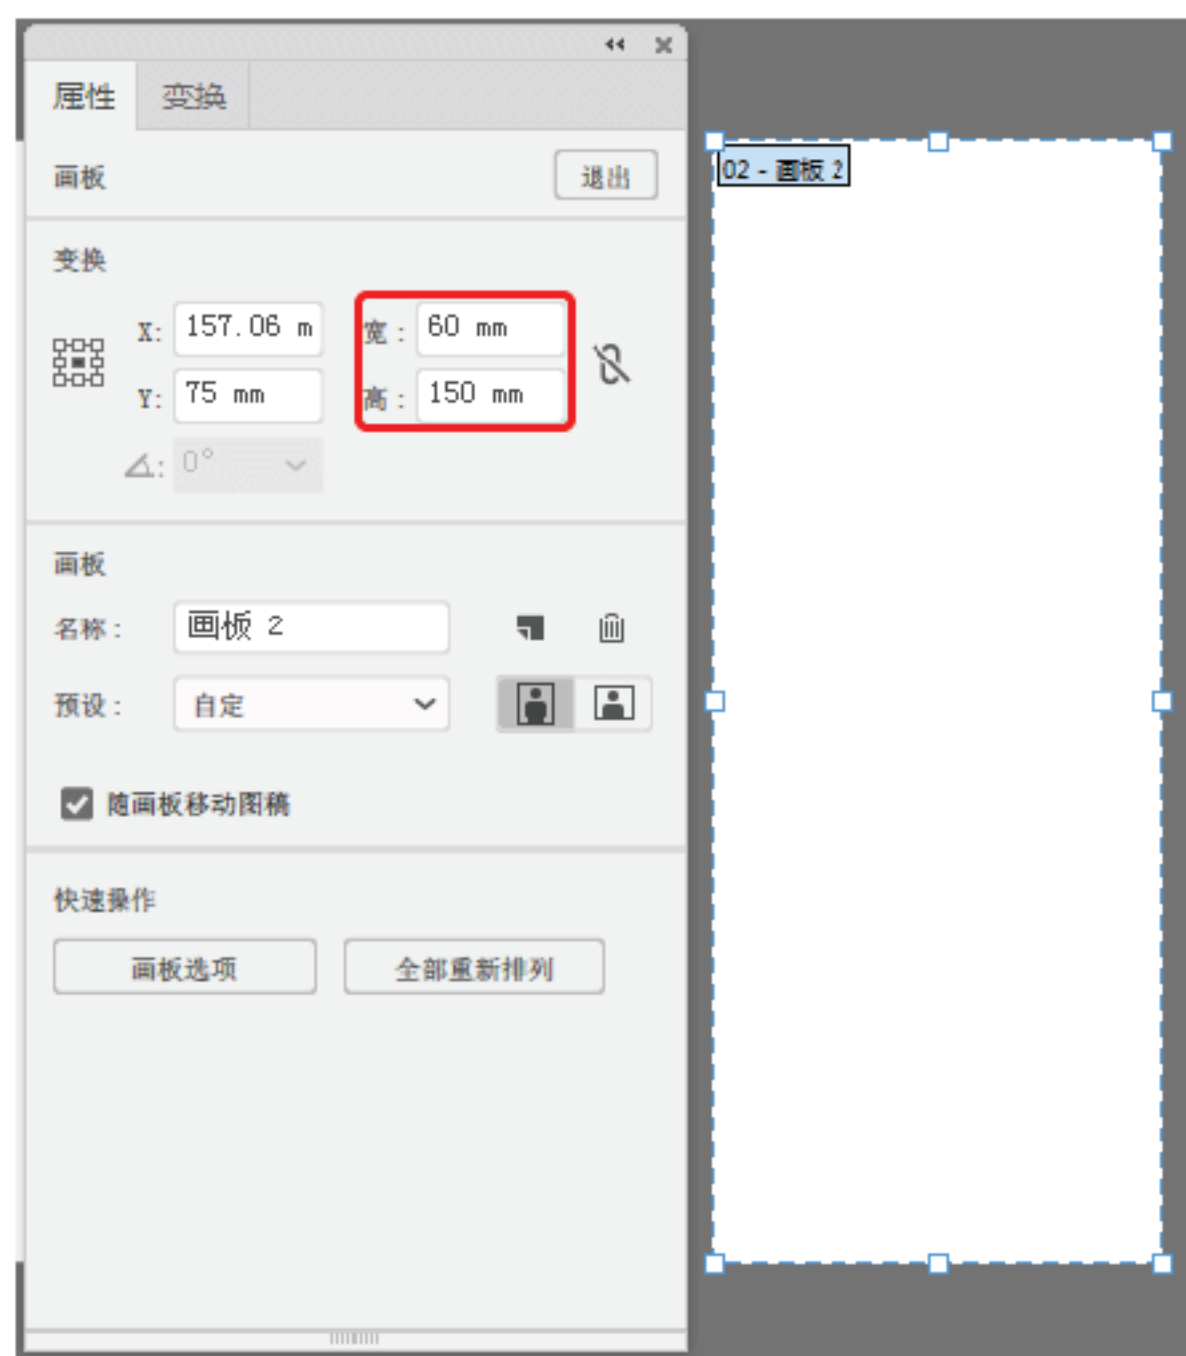 属性 变换
画板 退出
变换
X: 157.06 m 宽: 60 mm
Y: 75 mm 高: 150 mm
: 0°
画板
名称: 画板 2
预设: 自定
随画板移动图稿
快速操作
画板选项 全部重新排列
02 - 画板 2